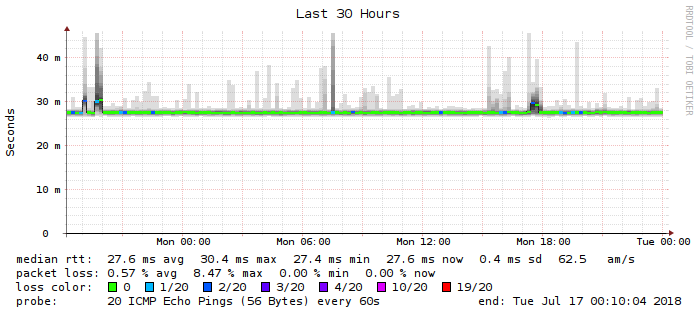 Last 30 Hours
RRDTOOL / TOBI OETIKER
Seconds
40 m
30 m
20 m
10 m
0
Mon 00:00 Mon 06:00 Mon 12:00 Mon 18:00 Tue 00:00
median rtt: 27.6 ms avg 30.4 ms max 27.4 ms min 27.6 ms now 0.4 ms sd 62.5 am/s
packet loss: 0.57 % avg 8.47 % max 0.00 % min 0.00 % now
loss color: 0 1/20 2/20 3/20 4/20 10/20 19/20
probe: 20 ICMP Echo Pings (56 Bytes) every 60s end: Tue Jul 17 00:10:04 2018